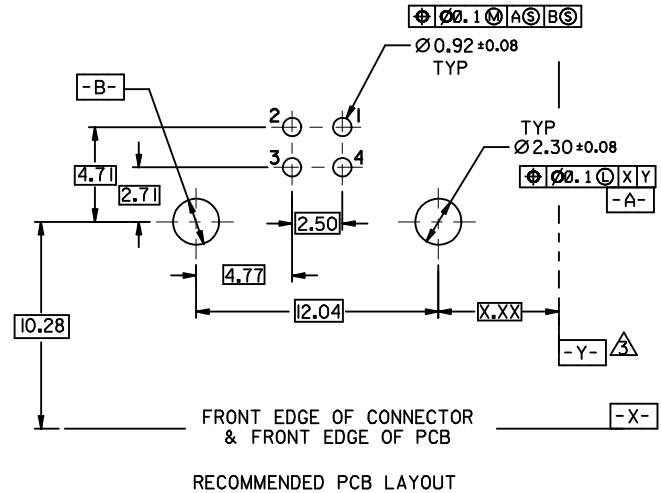 ⌖ Ø0.1 Ⓜ A Ⓢ B Ⓢ
Ø 0.92 ±0.08
TYP
-B-
2 1
3 4
TYP
Ø 2.30 ±0.08
⌖ Ø0.1 Ⓛ X Y
-A-
4.71
2.71
2.50
4.77
12.04
X.XX
10.28
-Y- 3
-X-
FRONT EDGE OF CONNECTOR
& FRONT EDGE OF PCB
RECOMMENDED PCB LAYOUT